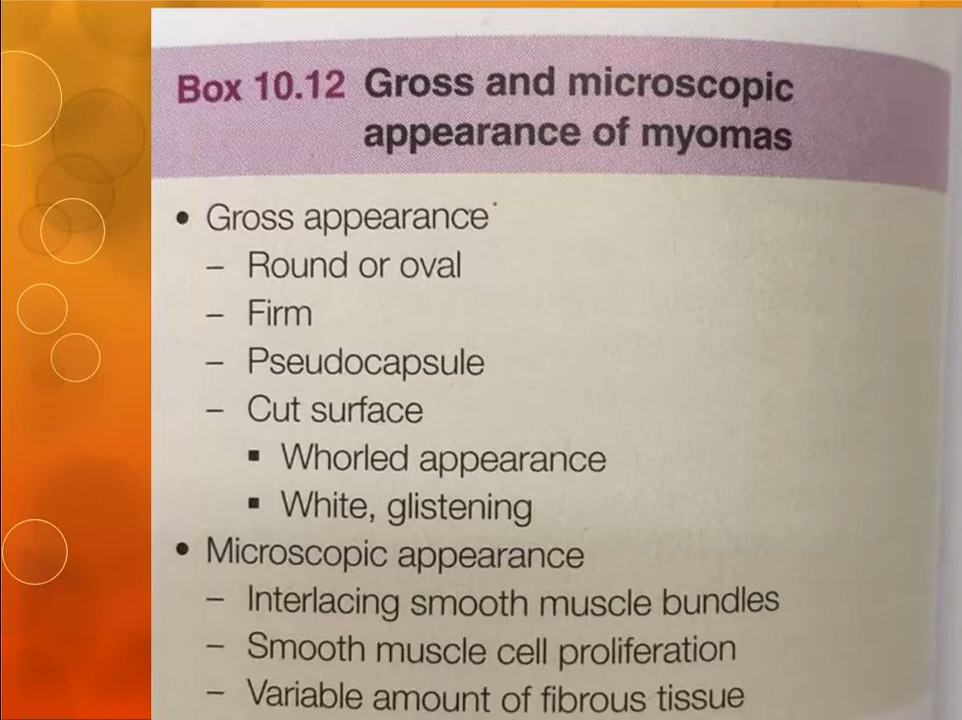 Box 10.12 Gross and microscopic
appearance of myomas
• Gross appearance
– Round or oval
– Firm
– Pseudocapsule
– Cut surface
▪ Whorled appearance
▪ White, glistening
• Microscopic appearance
– Interlacing smooth muscle bundles
– Smooth muscle cell proliferation
– Variable amount of fibrous tissue